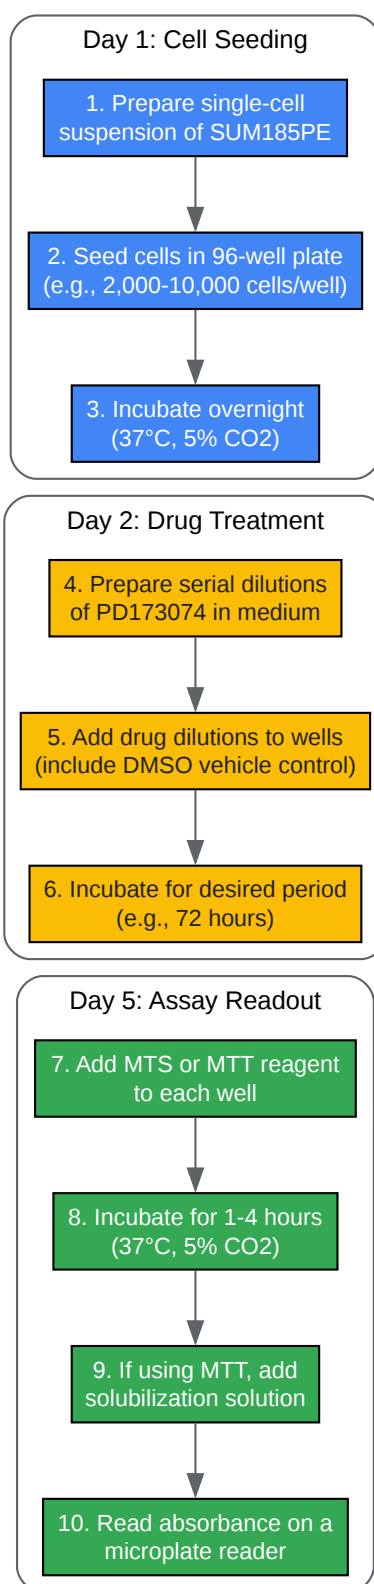 Day 1: Cell Seeding
1. Prepare single-cell
suspension of SUM185PE
2. Seed cells in 96-well plate
(e.g., 2,000-10,000 cells/well)
3. Incubate overnight
(37°C, 5% CO2)
Day 2: Drug Treatment
4. Prepare serial dilutions
of PD173074 in medium
5. Add drug dilutions to wells
(include DMSO vehicle control)
6. Incubate for desired period
(e.g., 72 hours)
Day 5: Assay Readout
7. Add MTS or MTT reagent
to each well
8. Incubate for 1-4 hours
(37°C, 5% CO2)
9. If using MTT, add
solubilization solution
10. Read absorbance on a
microplate reader